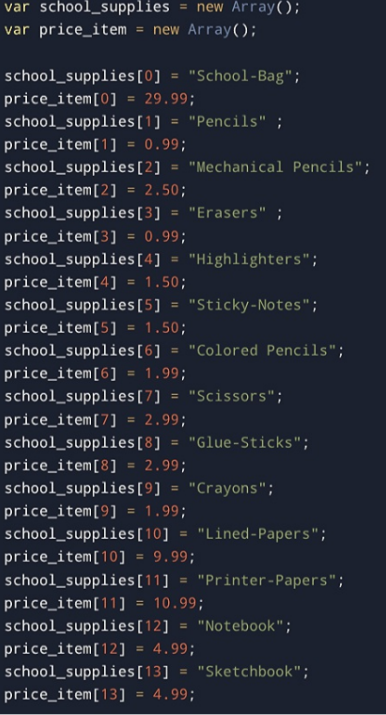 var school_supplies = new Array();
var price_item = new Array();
school_supplies[0] = "School-Bag";
price_item[0] = 29.99;
school_supplies[1] = "Pencils" ;
price_item[1] = 0.99;
school_supplies[2] = "Mechanical Pencils";
price_item[2] = 2.50;
school_supplies[3] = "Erasers" ;
price_item[3] = 0.99;
school_supplies[4] = "Highlighters";
price_item[4] = 1.50;
school_supplies[5] = "Sticky-Notes";
price_item[5] = 1.50;
school_supplies[6] = "Colored Pencils";
price_item[6] = 1.99;
school_supplies[7] = "Scissors";
price_item[7] = 2.99;
school_supplies[8] = "Glue-Sticks";
price_item[8] = 2.99;
school_supplies[9] = "Crayons";
price_item[9] = 1.99;
school_supplies[10] = "Lined-Papers";
price_item[10] = 9.99;
school_supplies[11] = "Printer-Papers";
price_item[11] = 10.99;
school_supplies[12] = "Notebook";
price_item[12] = 4.99;
school_supplies[13] = "Sketchbook";
price_item[13] = 4.99;